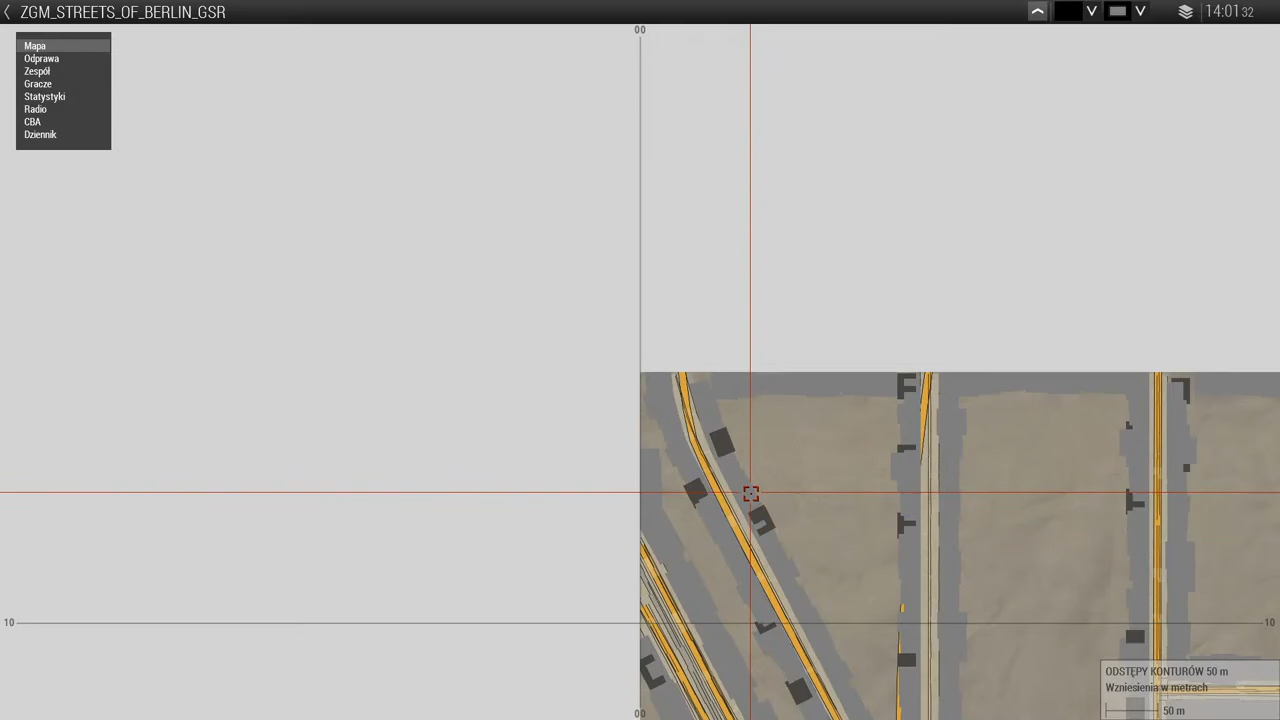 ZGM_STREETS_OF_BERLIN_GSR
14:01 32
Mapa
Odprawa
Zespół
Gracze
Statystyki
Radio
CBA
Dziennik
00
10
10
ODSTĘPY KONTURÓW 50 m
Wzniesienia w metrach
50 m
00